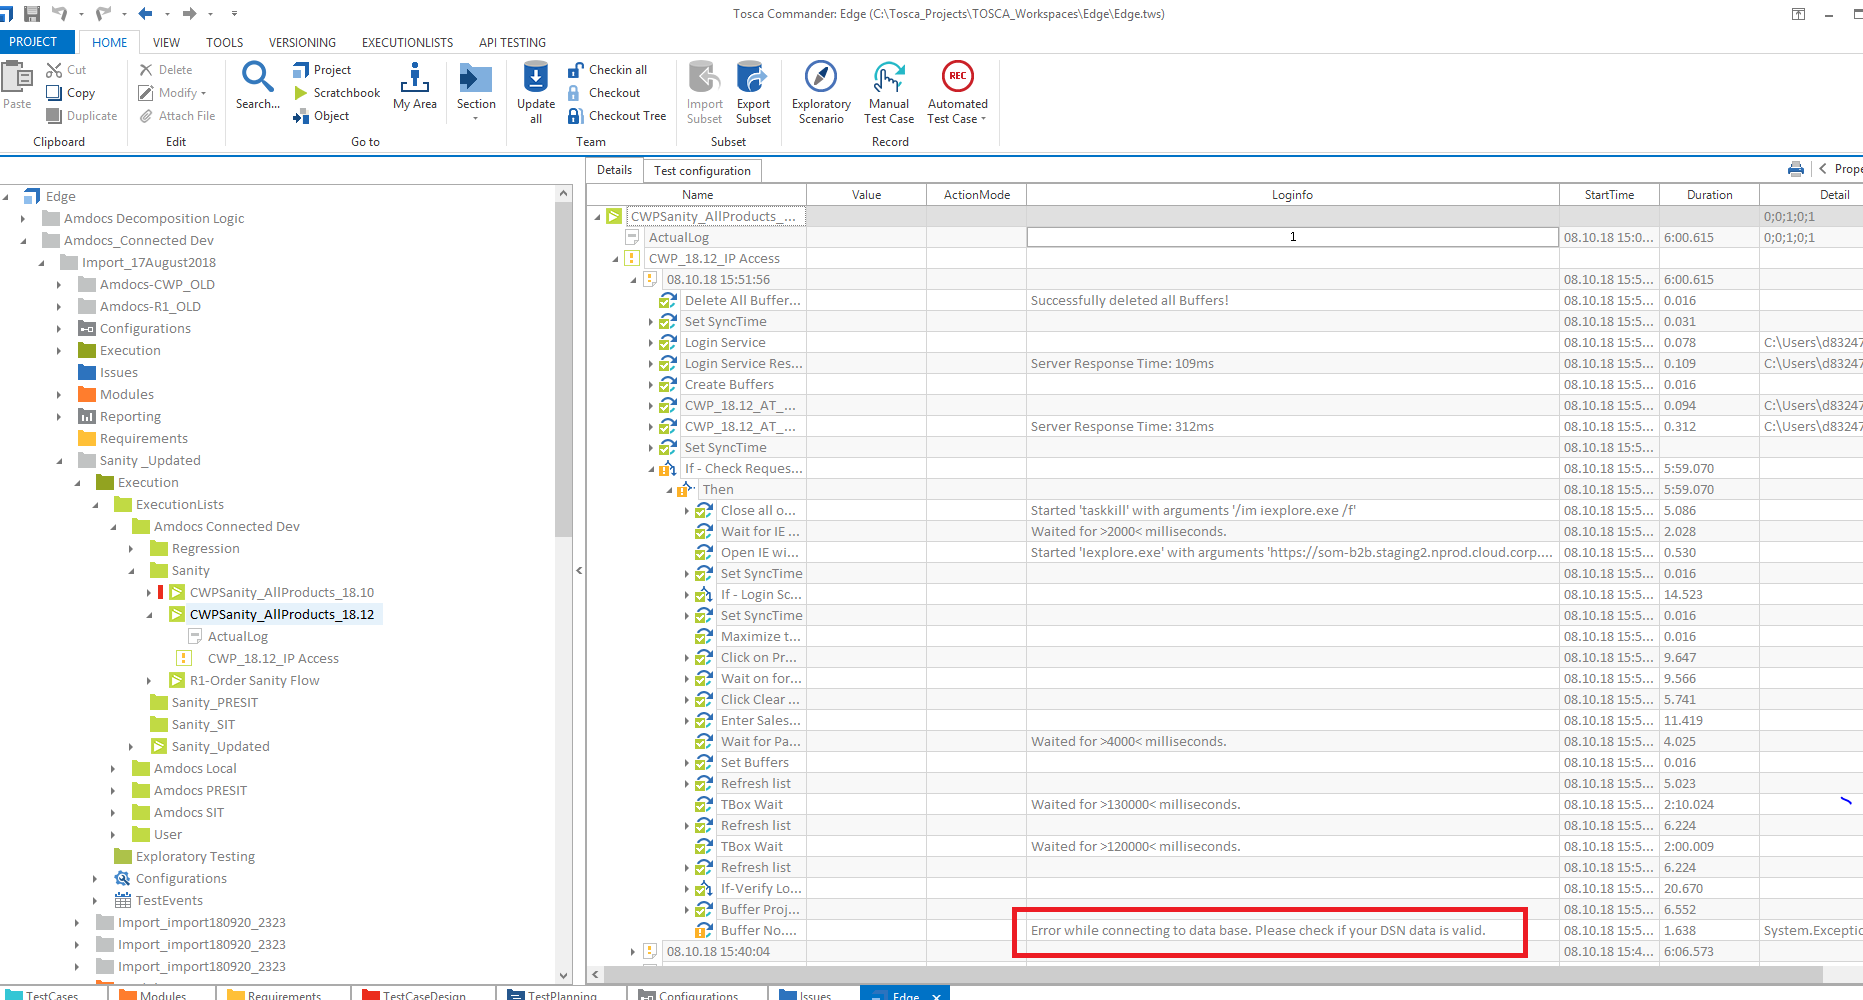 Tosca Commander: Edge (C:\Tosca_Projects\TOSCA_Workspaces\Edge\Edge.tws)
PROJECT HOME VIEW TOOLS VERSIONING EXECUTIONLISTS API TESTING
Paste
Cut
Copy
Duplicate
Clipboard
Delete
Modify
Attach File
Edit
Search...
Project
Scratchbook
Object
My Area
Section
Go to
Update all
Checkin all
Checkout
Checkout Tree
Team
Import Subset
Export Subset
Subset
Exploratory Scenario
Manual Test Case
REC
Automated Test Case
Record
Edge
Amdocs Decomposition Logic
Amdocs_Connected Dev
Import_17August2018
Amdocs-CWP_OLD
Amdocs-R1_OLD
Configurations
Execution
Issues
Modules
Reporting
Requirements
Sanity _Updated
Execution
ExecutionLists
Amdocs Connected Dev
Regression
Sanity
CWPSanity_AllProducts_18.10
CWPSanity_AllProducts_18.12
ActualLog
CWP_18.12_IP Access
R1-Order Sanity Flow
Sanity_PRESIT
Sanity_SIT
Sanity_Updated
Amdocs Local
Amdocs PRESIT
Amdocs SIT
User
Exploratory Testing
Configurations
TestEvents
Import_import180920_2323
Import_import180920_2323
Import_import180920_2323
Details Test configuration Prope
Name Value ActionMode Loginfo StartTime Duration Detail
CWPSanity_AllProducts_... 0;0;1;0;1
ActualLog 1 08.10.18 15:0... 6:00.615 0;0;1;0;1
CWP_18.12_IP Access
08.10.18 15:51:56 08.10.18 15:5... 6:00.615
Delete All Buffer... Successfully deleted all Buffers! 08.10.18 15:5... 0.016
Set SyncTime 08.10.18 15:5... 0.031
Login Service 08.10.18 15:5... 0.078 C:\Users\d83247
Login Service Res... Server Response Time: 109ms 08.10.18 15:5... 0.109 C:\Users\d83247
Create Buffers 08.10.18 15:5... 0.016
CWP_18.12_AT_... 08.10.18 15:5... 0.094 C:\Users\d83247
CWP_18.12_AT_... Server Response Time: 312ms 08.10.18 15:5... 0.312 C:\Users\d83247
Set SyncTime 08.10.18 15:5...
If - Check Reques... 08.10.18 15:5... 5:59.070
Then 08.10.18 15:5... 5:59.070
Close all o... Started 'taskkill' with arguments '/im iexplore.exe /f' 08.10.18 15:5... 5.086
Wait for IE ... Waited for >2000< milliseconds. 08.10.18 15:5... 2.028
Open IE wi... Started 'Iexplore.exe' with arguments 'https://som-b2b.staging2.nprod.cloud.corp.... 08.10.18 15:5... 0.530
Set SyncTime 08.10.18 15:5... 0.016
If - Login Sc... 08.10.18 15:5... 14.523
Set SyncTime 08.10.18 15:5... 0.016
Maximize t... 08.10.18 15:5... 0.016
Click on Pr... 08.10.18 15:5... 9.647
Wait on for... 08.10.18 15:5... 9.566
Click Clear ... 08.10.18 15:5... 5.741
Enter Sales... 08.10.18 15:5... 11.419
Wait for Pa... Waited for >4000< milliseconds. 08.10.18 15:5... 4.025
Set Buffers 08.10.18 15:5... 0.016
Refresh list 08.10.18 15:5... 5.023
TBox Wait Waited for >130000< milliseconds. 08.10.18 15:5... 2:10.024
Refresh list 08.10.18 15:5... 6.224
TBox Wait Waited for >120000< milliseconds. 08.10.18 15:5... 2:00.009
Refresh list 08.10.18 15:5... 6.224
If-Verify Lo... 08.10.18 15:5... 20.670
Buffer Proj... 08.10.18 15:5... 6.552
Buffer No.... Error while connecting to data base. Please check if your DSN data is valid. 08.10.18 15:5... 1.638 System.Exceptio
08.10.18 15:40:04 08.10.18 15:4... 6:06.573
TestCases Modules Requirements TestCaseDesign TestPlanning Configurations Issues Edge